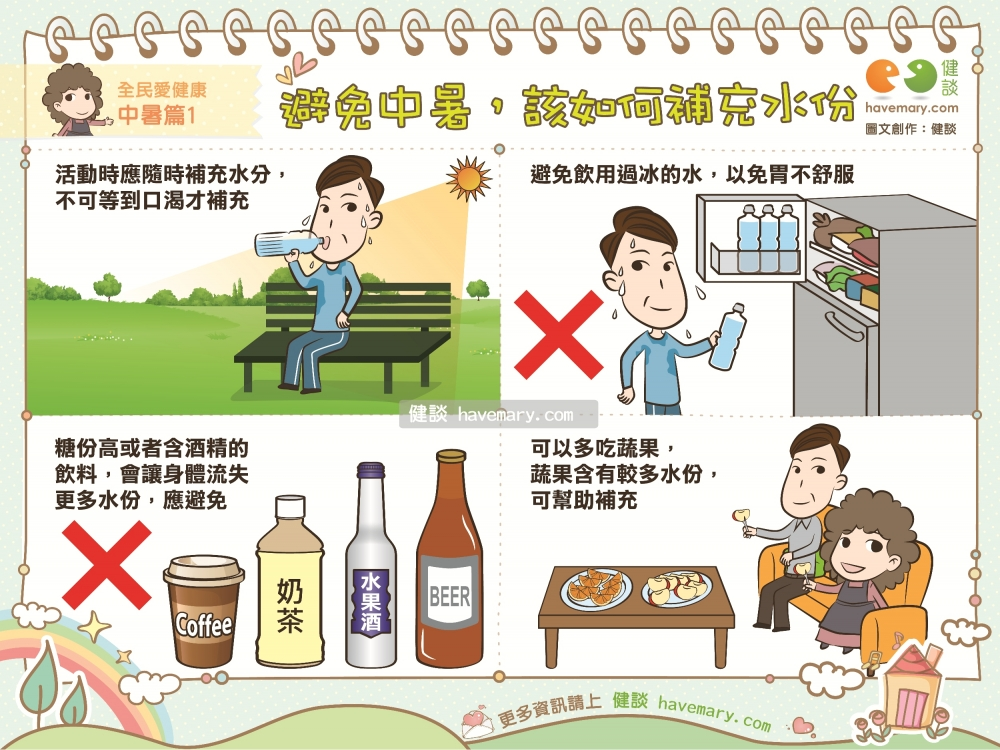 全民愛健康
中暑篇1
避免中暑，該如何補充水份
健談
havemary.com
圖文創作：健談
活動時應隨時補充水分，
不可等到口渴才補充
避免飲用過冰的水，以免胃不舒服
健談 havemary.com
糖份高或者含酒精的
飲料，會讓身體流失
更多水份，應避免
Coffee
奶茶
水果酒
BEER
可以多吃蔬果，
蔬果含有較多水份，
可幫助補充
更多資訊請上 健談 havemary.com